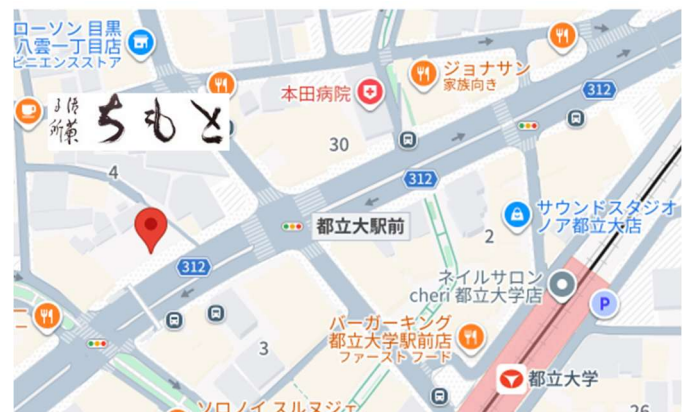 ローソン 目黒
八雲一丁目店
ビニエンスストア
ジョナサン
家族向き
本田病院
312
ちもと
御菓子所
30
4
312
都立大駅前
サウンドスタジオ
ノア都立大店
2
312
ネイルサロン
cheri 都立大学店
P
バーガーキング
都立大学駅前店
ファースト フード
3
都立大学